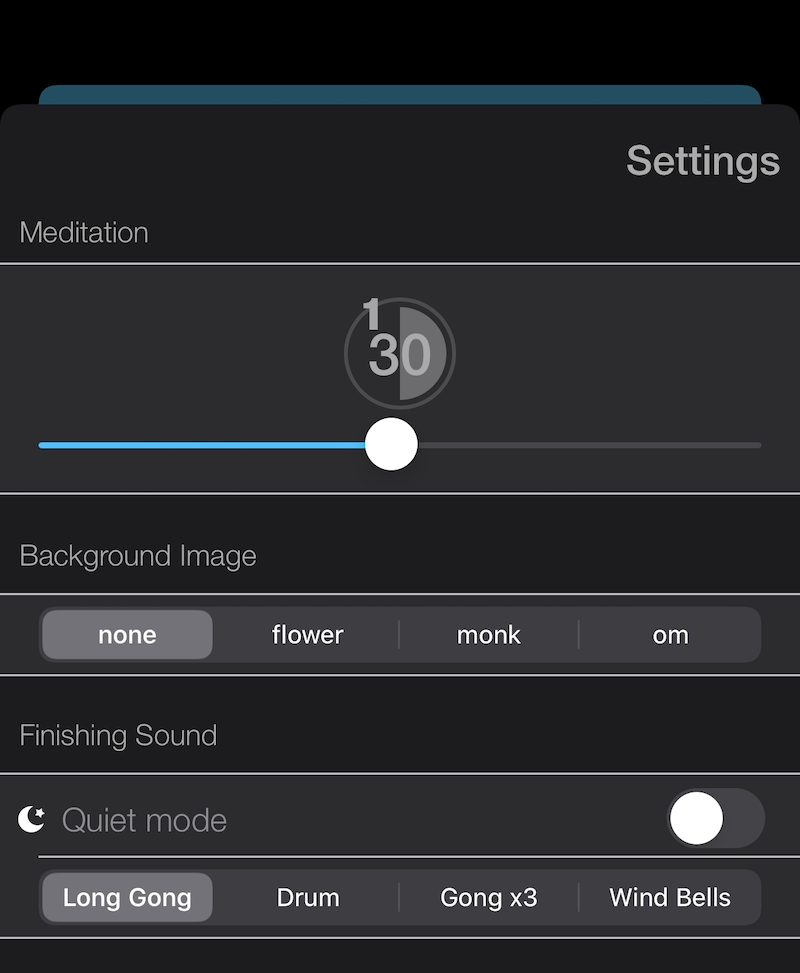 Settings
Meditation
1
30
Background Image
none flower monk om
Finishing Sound
Quiet mode
Long Gong Drum Gong x3 Wind Bells